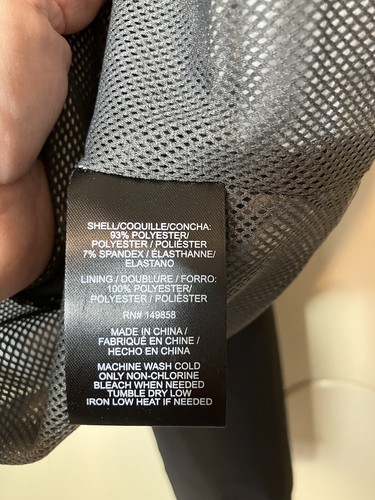 SHELL/COQUILLE/CONCHA:
93% POLYESTER/
POLYESTER / POLIÉSTER
7% SPANDEX / ÉLASTHANNE/
ELASTANO
LINING / DOUBLURE / FORRO:
100% POLYESTER/
POLYESTER / POLIÉSTER
RN# 149858
MADE IN CHINA /
FABRIQUÉ EN CHINE /
HECHO EN CHINA
MACHINE WASH COLD
ONLY NON-CHLORINE
BLEACH WHEN NEEDED
TUMBLE DRY LOW
IRON LOW HEAT IF NEEDED